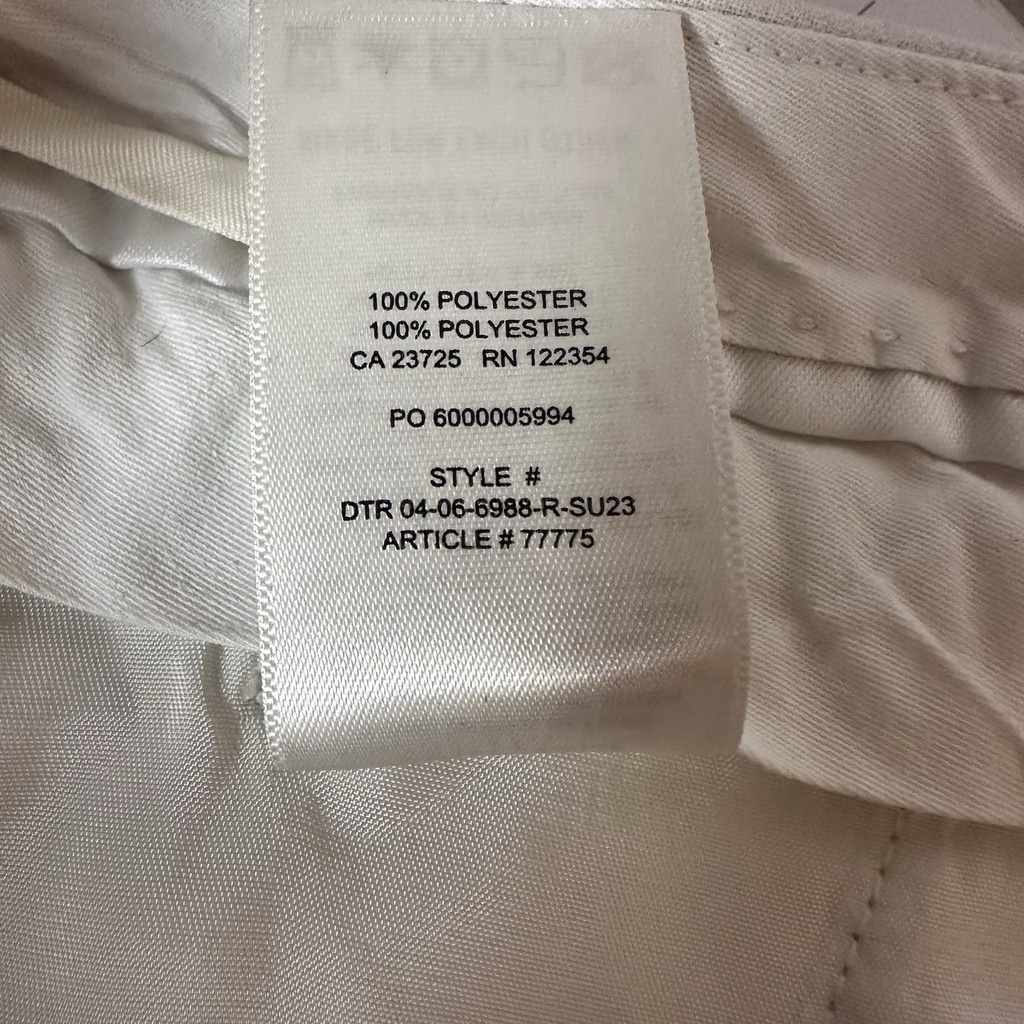 100% POLYESTER
100% POLYESTER
CA 23725 RN 122354
PO 6000005994
STYLE #
DTR 04-06-6988-R-SU23
ARTICLE # 77775